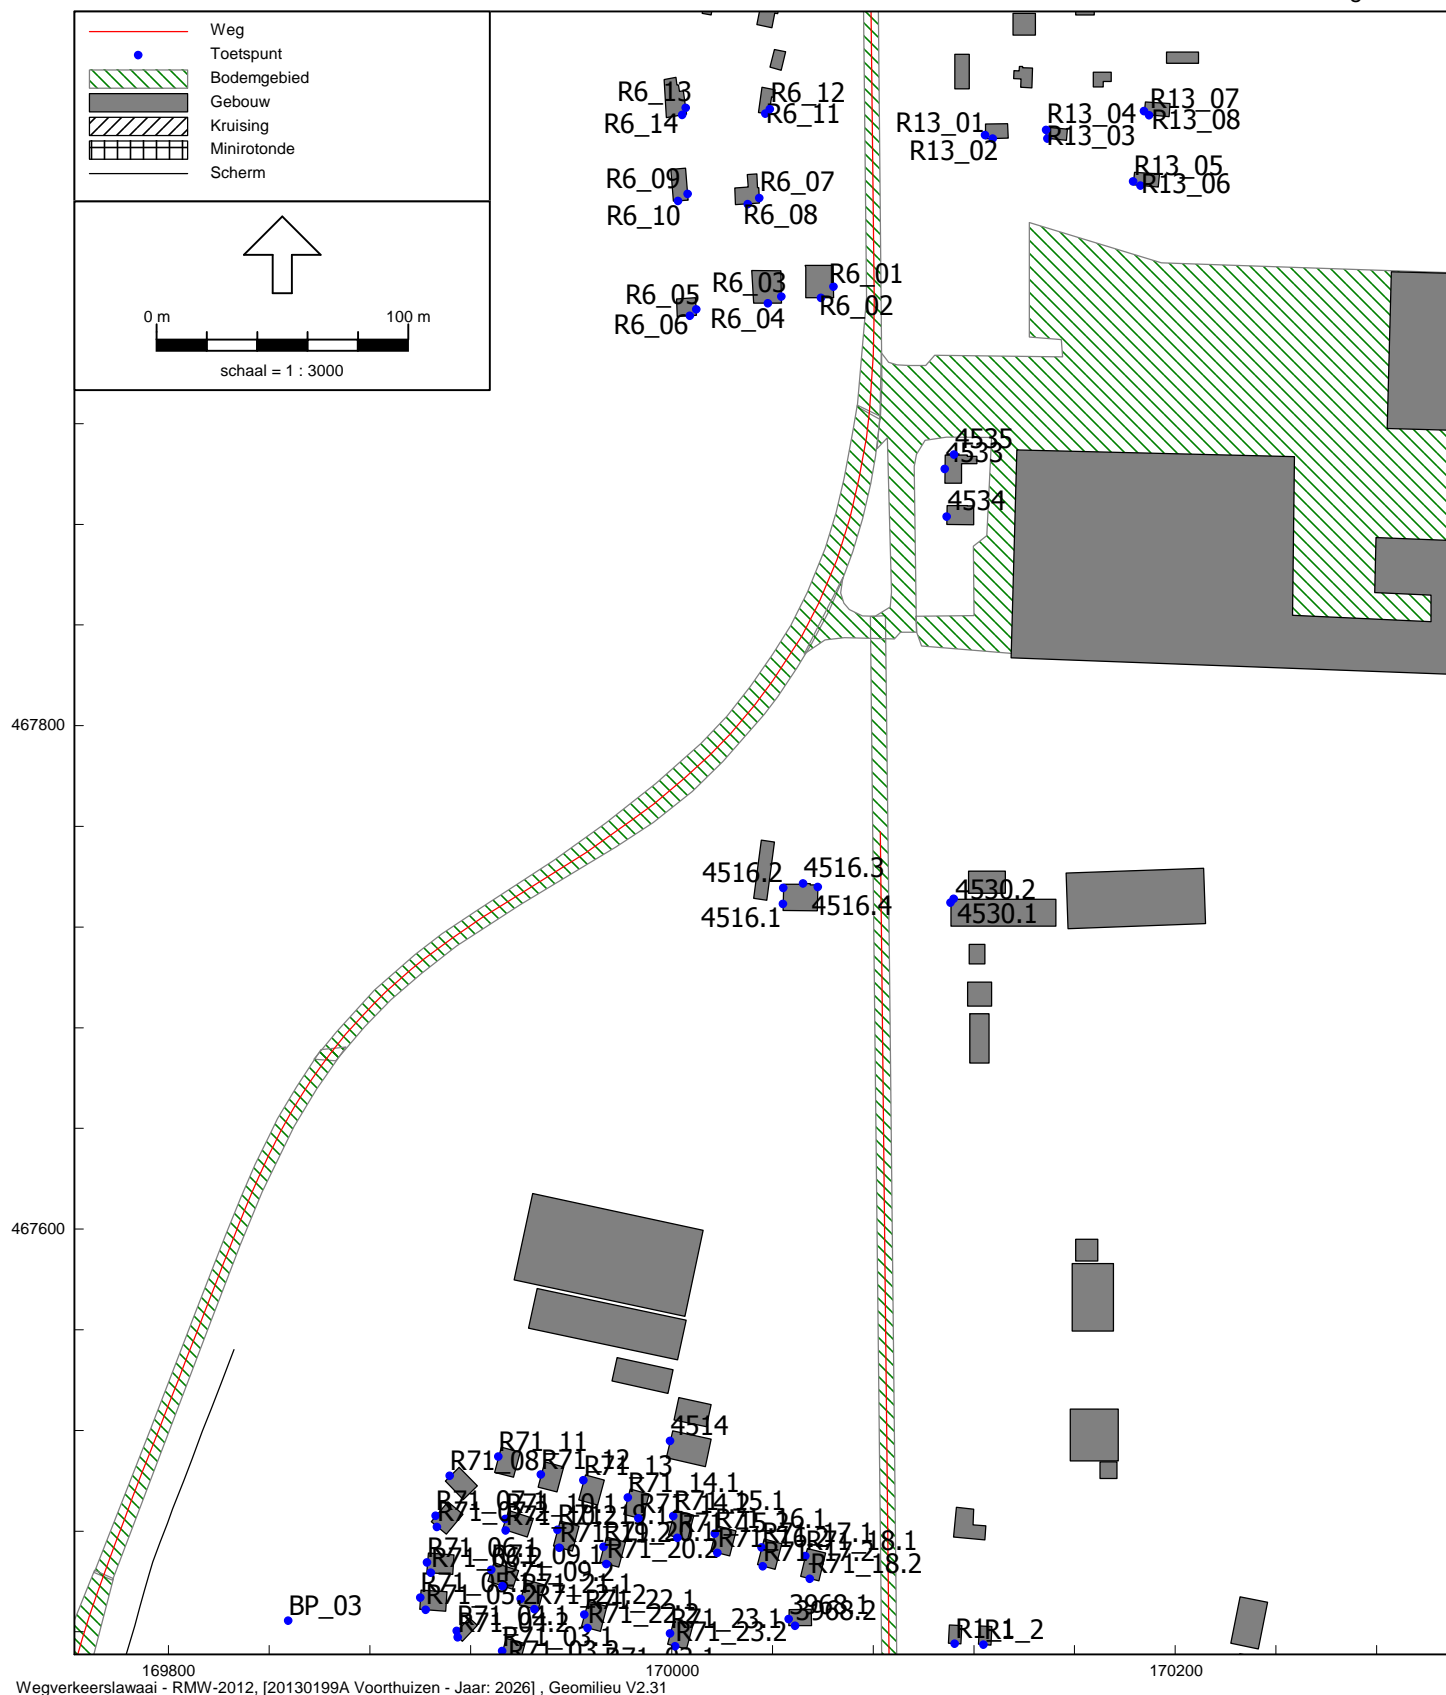 Weg
Toetspunt
Bodemgebied
Gebouw
Kruising
Minirotonde
Scherm
0 m 100 m
schaal = 1 : 3000
R6_13
R6_14
R6_12
R6_11
R6_09
R6_10
R6_07
R6_08
R6_01
R6_02
R6_03
R6_04
R6_05
R6_06
R13_01
R13_02
R13_04
R13_03
R13_07
R13_08
R13_05
R13_06
4535
4533
4534
467800
4516.2
4516.3
4516.1
4516.4
4530.2
4530.1
467600
4514
R71_11
R71_08
R71_12
R71_13
R71_14.1
R71_18.1
R71_18.2
R71_20.2
R71_22.2
R71_23.1
R71_23.2
R71_03.1
3968.1
3968.2
BP_03
R1_1
R1_2
169800 170000 170200
Wegverkeerslawaai - RMW-2012, [20130199A Voorthuizen - Jaar: 2026] , Geomilieu V2.31